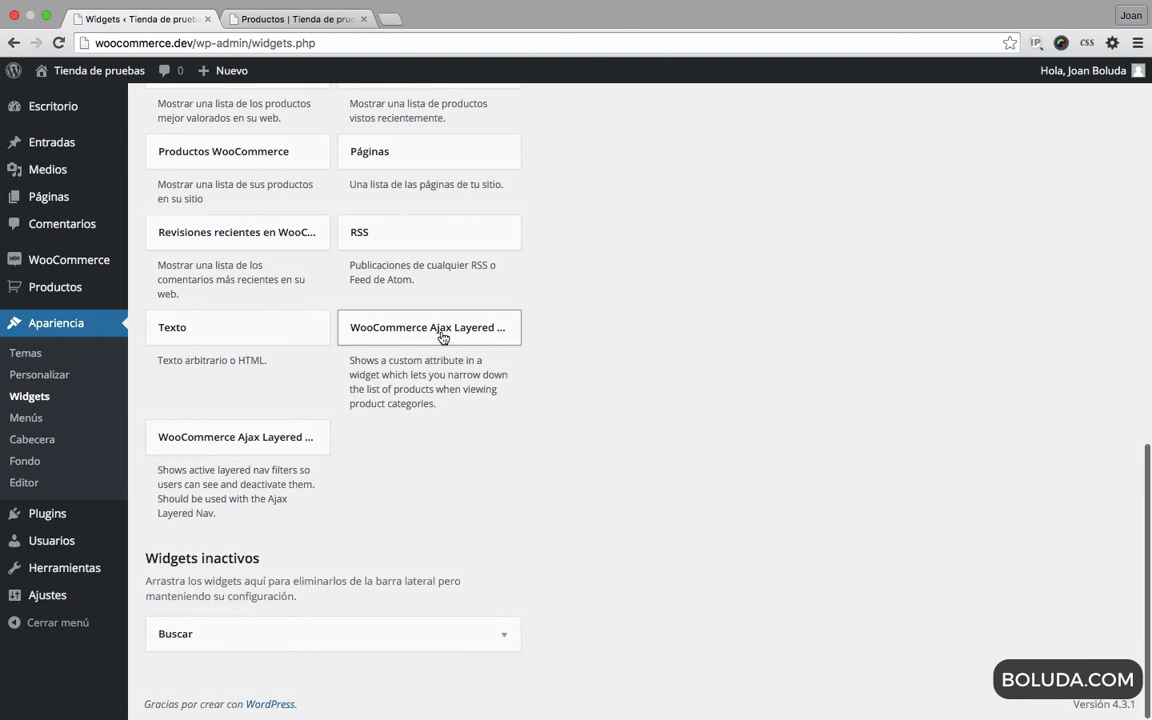 Widgets ‹ Tienda de prueb
Productos | Tienda de pru
Joan
woocommerce.dev/wp-admin/widgets.php
IP
CSS
Tienda de pruebas
0
Nuevo
Hola, Joan Boluda
Escritorio
Entradas
Medios
Páginas
Comentarios
WooCommerce
Productos
Apariencia
Temas
Personalizar
Widgets
Menús
Cabecera
Fondo
Editor
Plugins
Usuarios
Herramientas
Ajustes
Cerrar menú
Mostrar una lista de los productos
mejor valorados en su web.
Mostrar una lista de productos
vistos recientemente.
Productos WooCommerce
Mostrar una lista de sus productos
en su sitio
Páginas
Una lista de las páginas de tu sitio.
Revisiones recientes en WooC...
Mostrar una lista de los
comentarios más recientes en su
web.
RSS
Publicaciones de cualquier RSS o
Feed de Atom.
Texto
Texto arbitrario o HTML.
WooCommerce Ajax Layered ...
Shows a custom attribute in a
widget which lets you narrow down
the list of products when viewing
product categories.
WooCommerce Ajax Layered ...
Shows active layered nav filters so
users can see and deactivate them.
Should be used with the Ajax
Layered Nav.
Widgets inactivos
Arrastra los widgets aquí para eliminarlos de la barra lateral pero
manteniendo su configuración.
Buscar
Gracias por crear con WordPress.
BOLUDA.COM
Versión 4.3.1